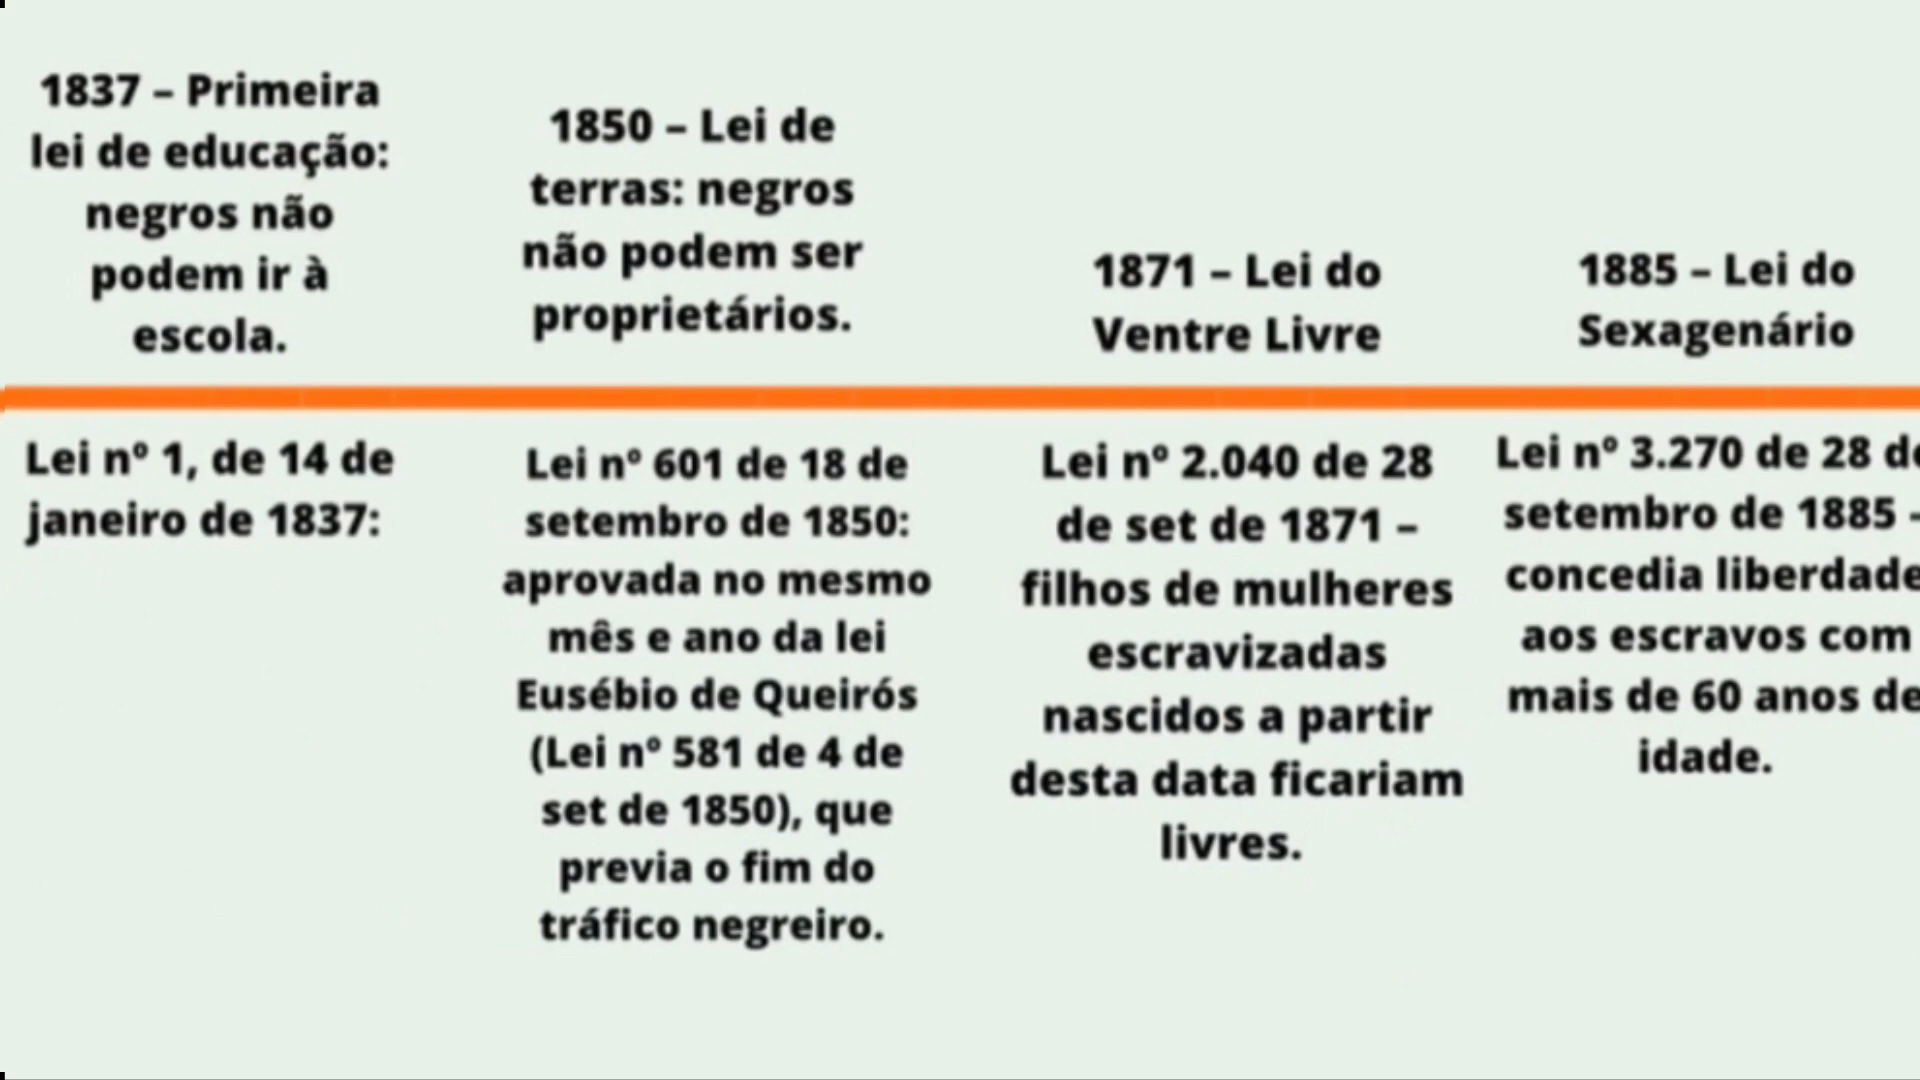 1837 – Primeira
lei de educação:
negros não
podem ir à
escola.
1850 – Lei de
terras: negros
não podem ser
proprietários.
1871 – Lei do
Ventre Livre
1885 – Lei do
Sexagenário
Lei nº 1, de 14 de
janeiro de 1837:
Lei nº 601 de 18 de
setembro de 1850:
aprovada no mesmo
mês e ano da lei
Eusébio de Queirós
(Lei nº 581 de 4 de
set de 1850), que
previa o fim do
tráfico negreiro.
Lei nº 2.040 de 28
de set de 1871 –
filhos de mulheres
escravizadas
nascidos a partir
desta data ficariam
livres.
Lei nº 3.270 de 28 de
setembro de 1885 –
concedia liberdade
aos escravos com
mais de 60 anos de
idade.